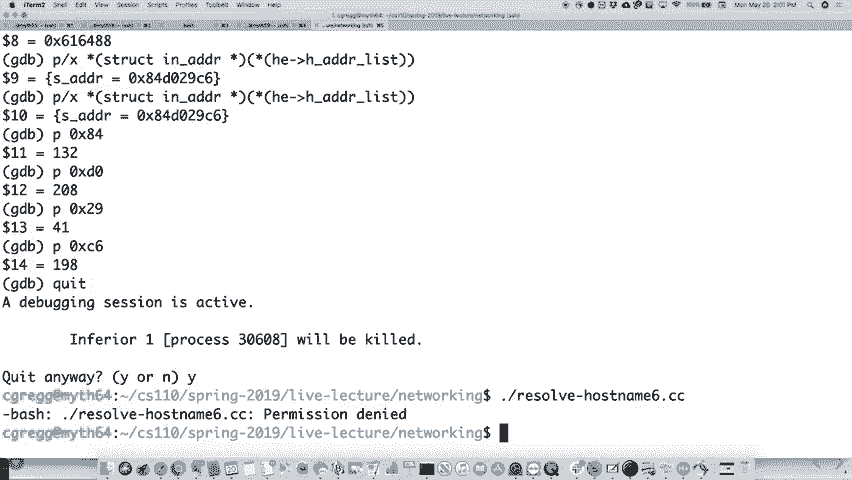 iTerm2 Shell Edit View Session Scripts Profiles Toolbelt Window Help
100%
Mon May 20 2:07 PM
1. cgregg@myth64:~/cs110/spring-2019/live-lecture/networking (ssh)
$8 = 0x616488
(gdb) p/x *(struct in_addr *)(*(he->h_addr_list))
$9 = {s_addr = 0x84d029c6}
(gdb) p/x *(struct in_addr *)(*(he->h_addr_list))
$10 = {s_addr = 0x84d029c6}
(gdb) p 0x84
$11 = 132
(gdb) p 0xd0
$12 = 208
(gdb) p 0x29
$13 = 41
(gdb) p 0xc6
$14 = 198
(gdb) quit
A debugging session is active.
Inferior 1 [process 30608] will be killed.
Quit anyway? (y or n) y
cgregg@myth64:~/cs110/spring-2019/live-lecture/networking$ ./resolve-hostname6.cc
-bash: ./resolve-hostname6.cc: Permission denied
cgregg@myth64:~/cs110/spring-2019/live-lecture/networking$